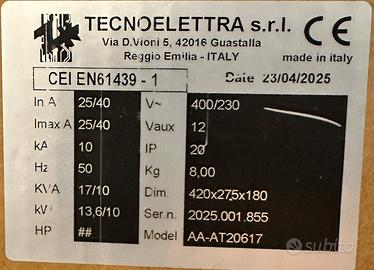 TECNOELETTRA s.r.l.
Via D.Vioni 5, 42016 Guastalla
Reggio Emilia - ITALY
CE
made in italy
CEI EN61439 - 1
Date 23/04/2025
In A 25/40 V~ 400/230
Imax A 25/40 Vaux 12
kA 10 IP 20
Hz 50 Kg 8,00
KVA 17/10 Dim. 420x275x180
kW 13,6/10 Ser.n. 2025.001.855
HP ## Model AA-AT20617
subito